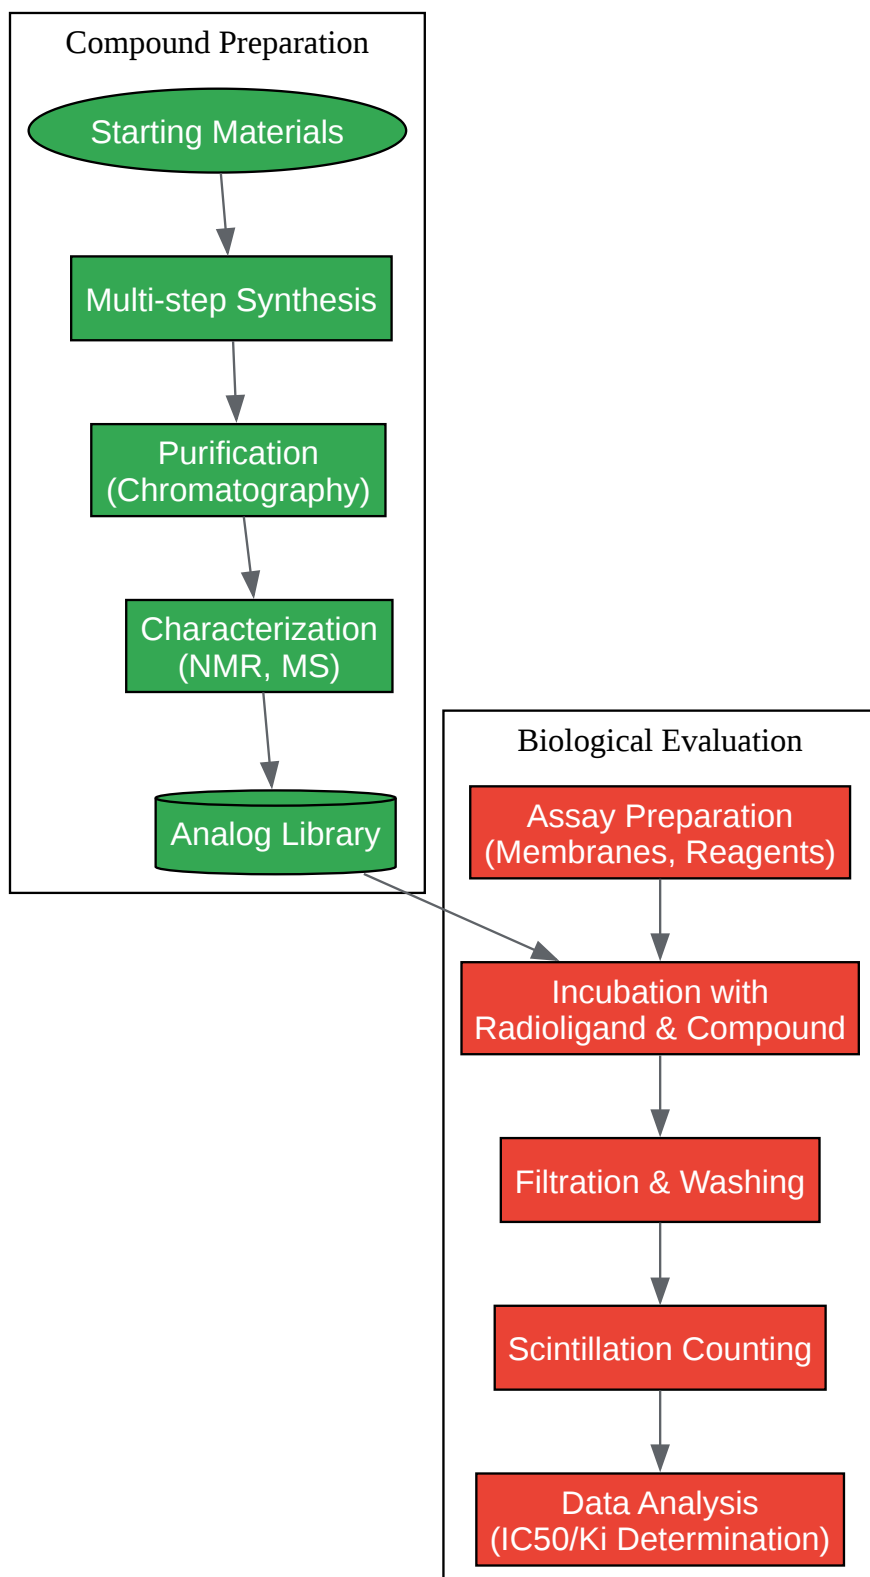 Compound Preparation
Starting Materials
Multi-step Synthesis
Purification
(Chromatography)
Characterization
(NMR, MS)
Analog Library
Biological Evaluation
Assay Preparation
(Membranes, Reagents)
Incubation with
Radioligand & Compound
Filtration & Washing
Scintillation Counting
Data Analysis
(IC50/Ki Determination)